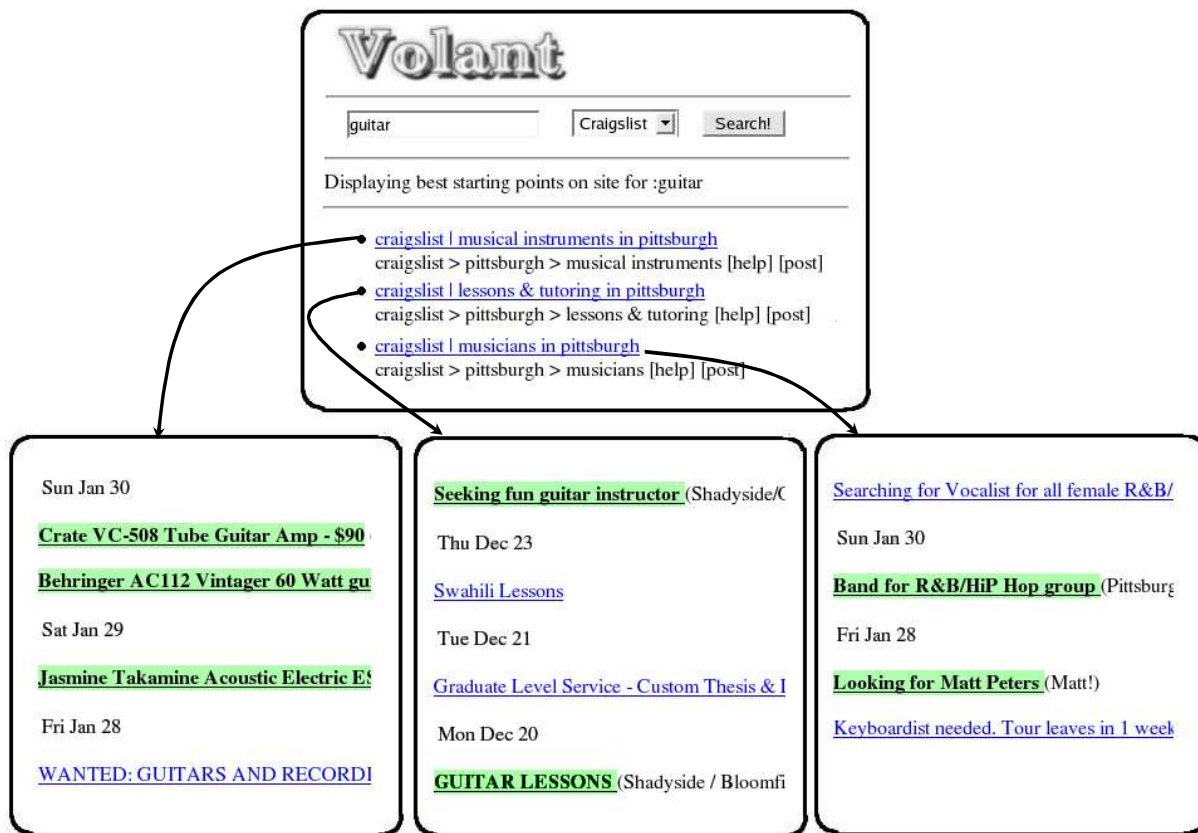 Volant
guitar Craigslist Search!
Displaying best starting points on site for :guitar
craigslist | musical instruments in pittsburgh
craigslist > pittsburgh > musical instruments [help] [post]
craigslist | lessons & tutoring in pittsburgh
craigslist > pittsburgh > lessons & tutoring [help] [post]
craigslist | musicians in pittsburgh
craigslist > pittsburgh > musicians [help] [post]
Sun Jan 30
Crate VC-508 Tube Guitar Amp - $90
Behringer AC112 Vintager 60 Watt
Sat Jan 29
Jasmine Takamine Acoustic Electric
Fri Jan 28
WANTED: GUITARS AND
Seeking fun guitar instructor (Shadyside/
Thu Dec 23
Swahili Lessons
Tue Dec 21
Graduate Level Service - Custom Thesis &
Mon Dec 20
GUITAR LESSONS (Shadyside /
Searching for Vocalist for all female R&B/
Sun Jan 30
Band for R&B/HiP Hop group
Fri Jan 28
Looking for Matt Peters (Matt!)
Keyboardist needed. Tour leaves in 1 week